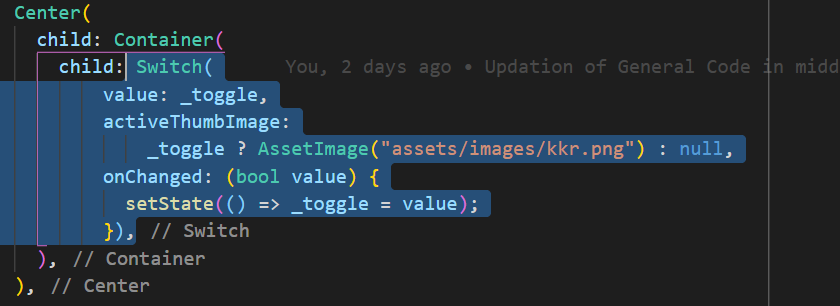 Center(
child: Container(
child: Switch( You, 2 days ago • Updation of General Code in midd
value: _toggle,
activeThumbImage:
_toggle ? AssetImage("assets/images/kkr.png") : null,
onChanged: (bool value) {
setState(() => _toggle = value);
}), // Switch
), // Container
), // Center